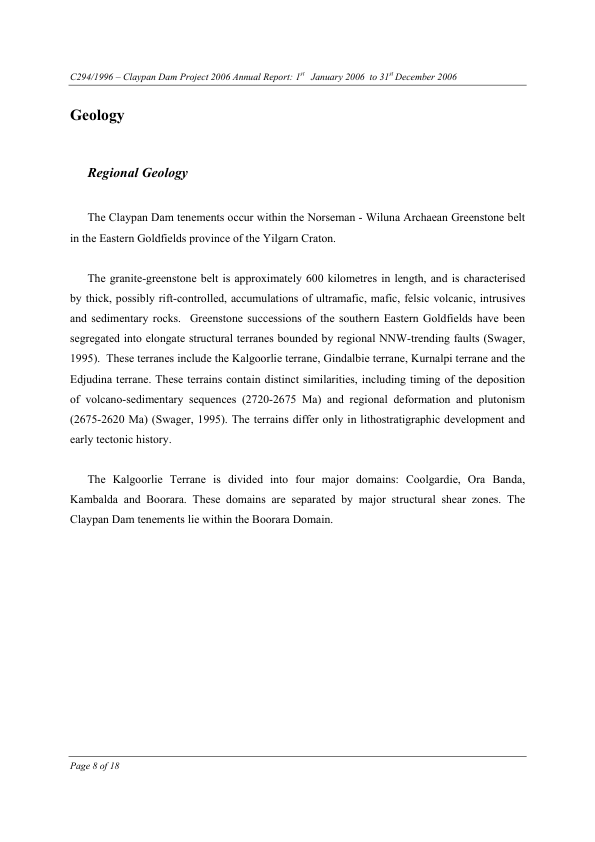 C294/1996 – Claypan Dam Project 2006 Annual Report: 1st January 2006 to 31st December 2006
Geology
Regional Geology
The Claypan Dam tenements occur within the Norseman - Wiluna Archaean Greenstone belt
in the Eastern Goldfields province of the Yilgarn Craton.
The granite-greenstone belt is approximately 600 kilometres in length, and is characterised
by thick, possibly rift-controlled, accumulations of ultramafic, mafic, felsic volcanic, intrusives
and sedimentary rocks. Greenstone successions of the southern Eastern Goldfields have been
segregated into elongate structural terranes bounded by regional NNW-trending faults (Swager,
1995). These terranes include the Kalgoorlie terrane, Gindalbie terrane, Kurnalpi terrane and the
Edjudina terrane. These terrains contain distinct similarities, including timing of the deposition
of volcano-sedimentary sequences (2720-2675 Ma) and regional deformation and plutonism
(2675-2620 Ma) (Swager, 1995). The terrains differ only in lithostratigraphic development and
early tectonic history.
The Kalgoorlie Terrane is divided into four major domains: Coolgardie, Ora Banda,
Kambalda and Boorara. These domains are separated by major structural shear zones. The
Claypan Dam tenements lie within the Boorara Domain.
Page 8 of 18